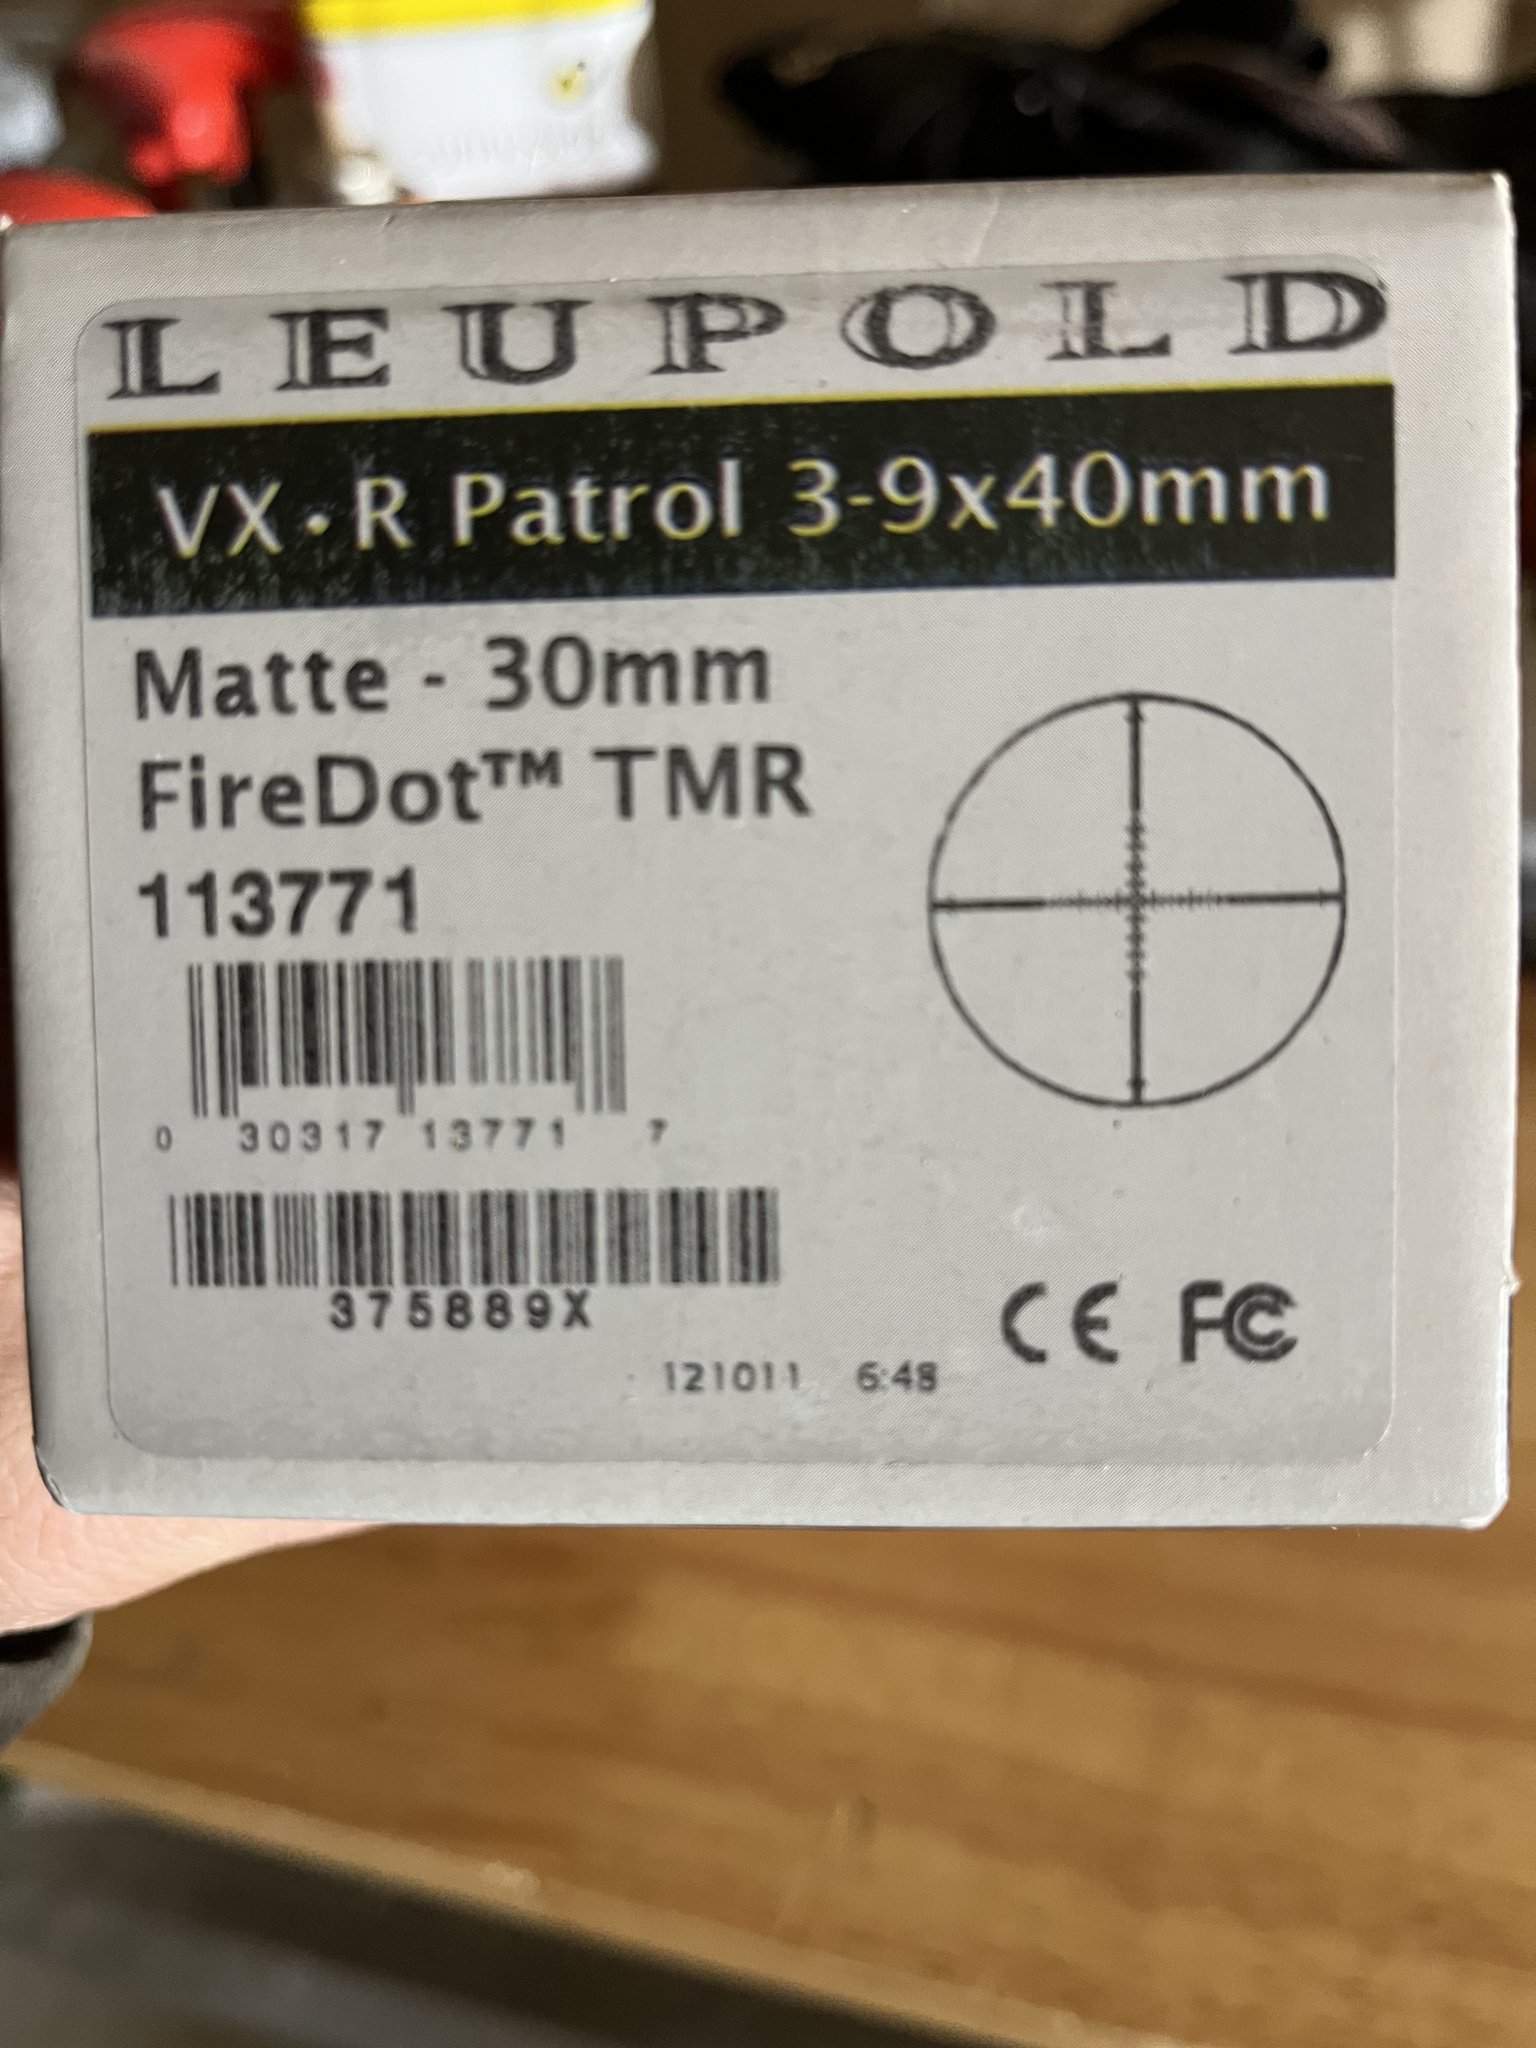 LEUPOLD
VX·R Patrol 3-9x40mm
Matte - 30mm
FireDot™ TMR
113771
0 30317 13771 7
375889X
121011 6:48
CE FC